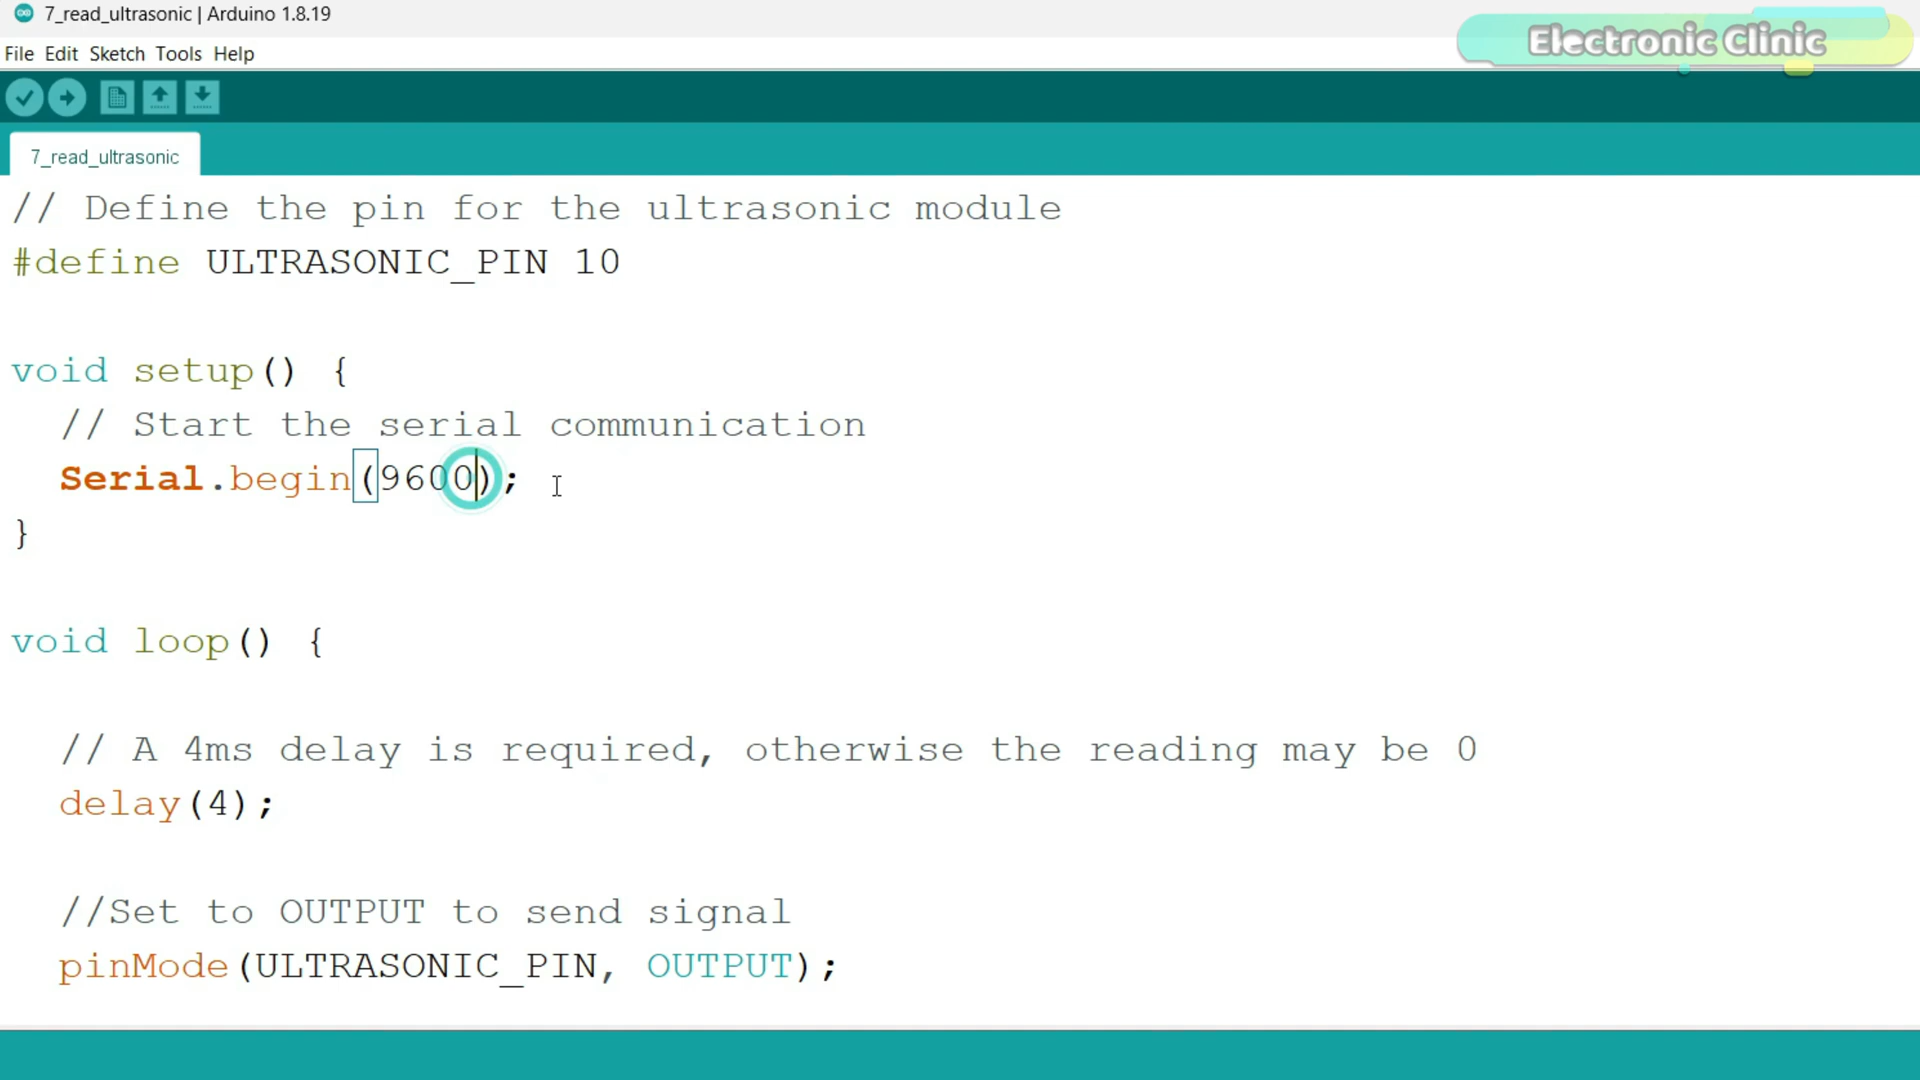 7_read_ultrasonic | Arduino 1.8.19
Electronic Clinic
File Edit Sketch Tools Help
7_read_ultrasonic
// Define the pin for the ultrasonic module
#define ULTRASONIC_PIN 10
void setup() {
// Start the serial communication
Serial.begin(9600);
}
void loop() {
// A 4ms delay is required, otherwise the reading may be 0
delay(4);
//Set to OUTPUT to send signal
pinMode(ULTRASONIC_PIN, OUTPUT);